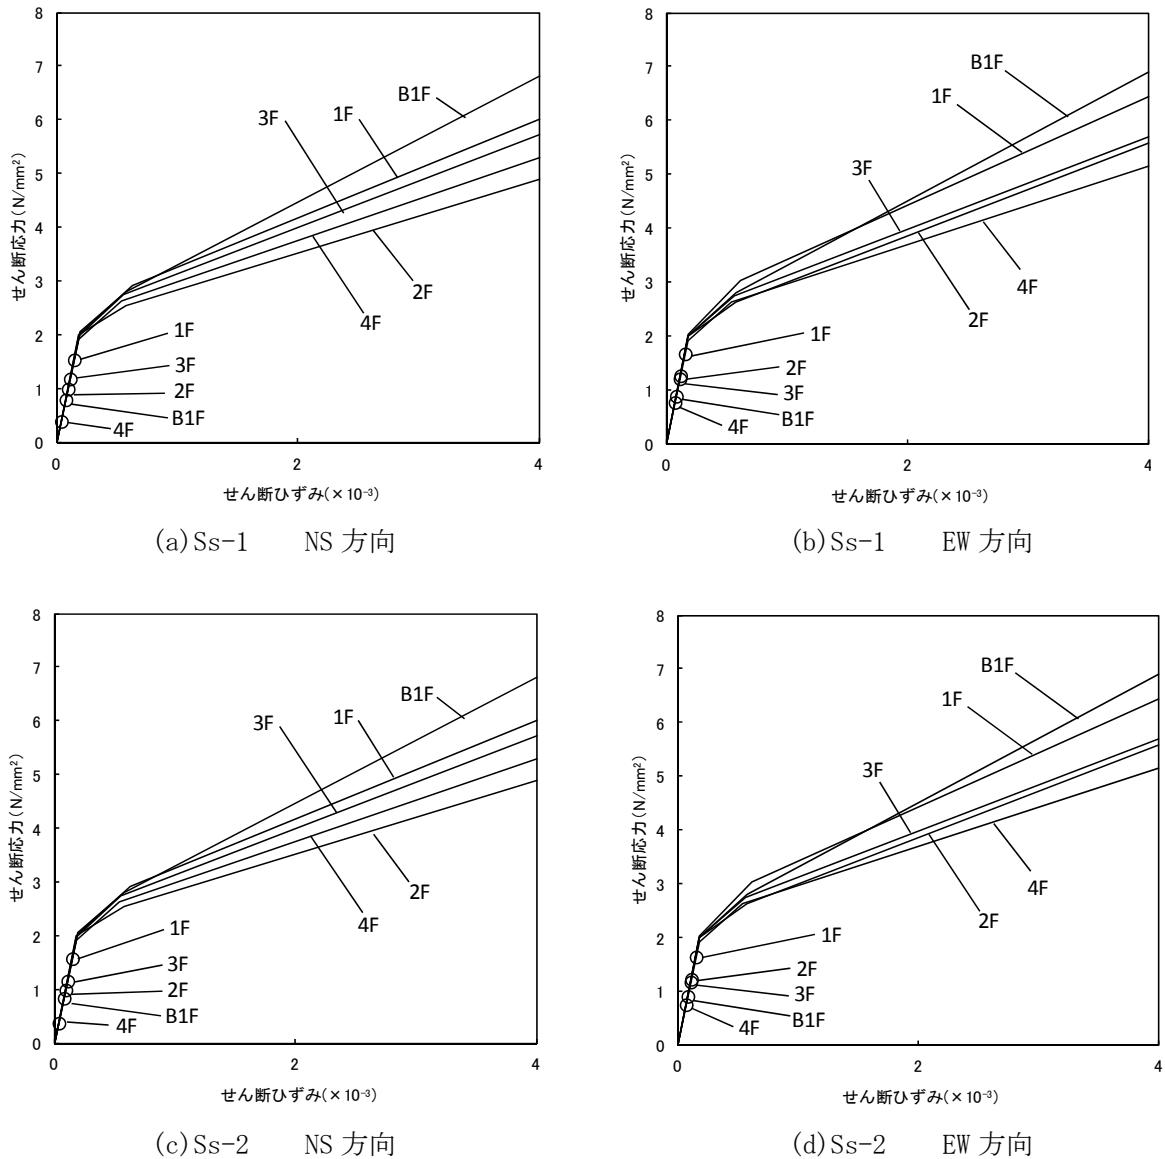 8
7
6
5
4
3
2
1
0
せん断応力(N/mm²)
B1F
1F
3F
2F
4F
1F
3F
2F
B1F
4F
0
2
4
せん断ひずみ(×10⁻³)
(a)Ss-1 NS 方向
8
7
6
5
4
3
2
1
0
せん断応力(N/mm²)
B1F
1F
3F
4F
2F
1F
2F
3F
B1F
4F
0
2
4
せん断ひずみ(×10⁻³)
(b)Ss-1 EW 方向
8
7
6
5
4
3
2
1
0
せん断応力(N/mm²)
B1F
1F
3F
2F
4F
1F
3F
2F
B1F
4F
0
2
4
せん断ひずみ(×10⁻³)
(c)Ss-2 NS 方向
8
7
6
5
4
3
2
1
0
せん断応力(N/mm²)
B1F
1F
3F
4F
2F
1F
2F
3F
B1F
4F
0
2
4
せん断ひずみ(×10⁻³)
(d)Ss-2 EW 方向